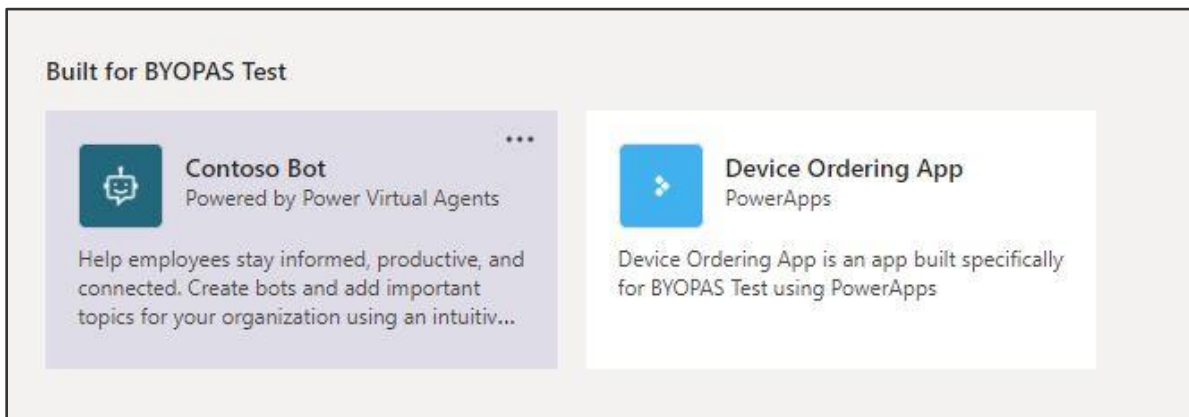 Built for BYOPAS Test
Contoso Bot
Powered by Power Virtual Agents
Help employees stay informed, productive, and
connected. Create bots and add important
topics for your organization using an intuitiv...
Device Ordering App
PowerApps
Device Ordering App is an app built specifically
for BYOPAS Test using PowerApps